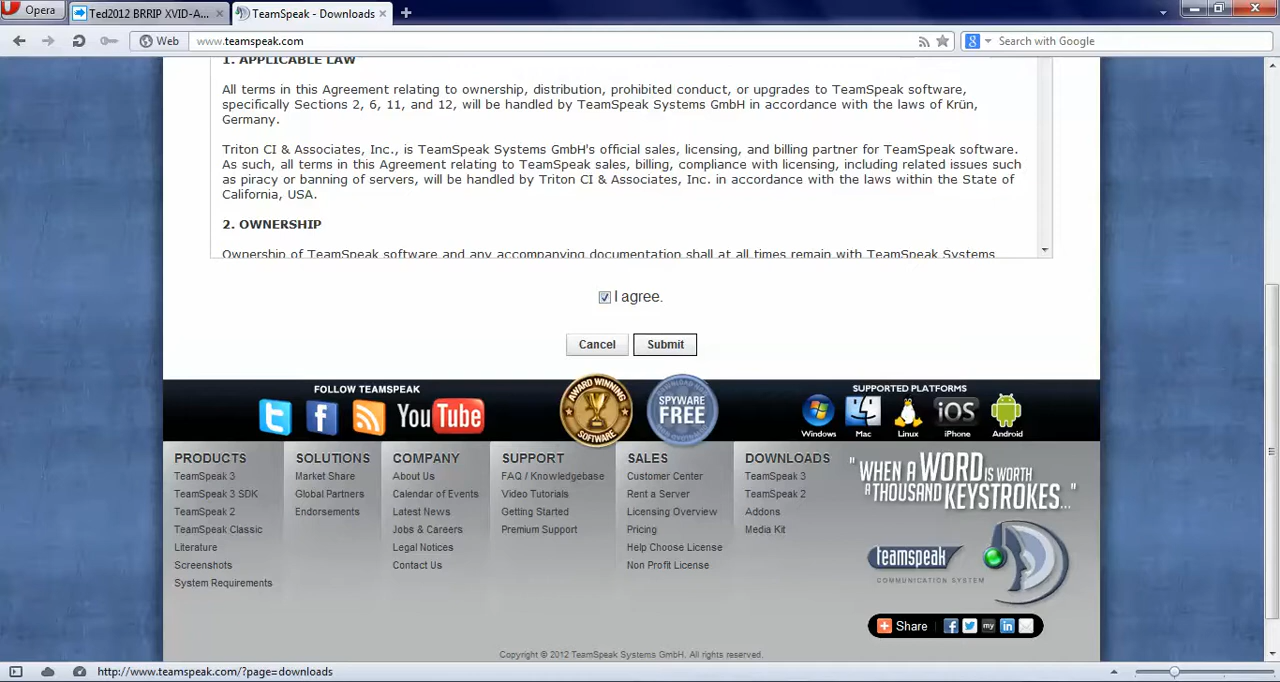 Opera
Ted2012 BRRIP XVID-A...
TeamSpeak - Downloads
Web
www.teamspeak.com
Search with Google
1. APPLICABLE LAW
All terms in this Agreement relating to ownership, distribution, prohibited conduct, or upgrades to TeamSpeak software,
specifically Sections 2, 6, 11, and 12, will be handled by TeamSpeak Systems GmbH in accordance with the laws of Krün,
Germany.
Triton CI & Associates, Inc., is TeamSpeak Systems GmbH's official sales, licensing, and billing partner for TeamSpeak software.
As such, all terms in this Agreement relating to TeamSpeak sales, billing, compliance with licensing, including related issues such
as piracy or banning of servers, will be handled by Triton CI & Associates, Inc. in accordance with the laws within the State of
California, USA.
2. OWNERSHIP
Ownership of TeamSpeak software and any accompanying documentation shall at all times remain with TeamSpeak Systems
I agree.
Cancel
Submit
FOLLOW TEAMSPEAK
You Tube
AWARD WINNING
SOFTWARE
SPYWARE
FREE
SUPPORTED PLATFORMS
iOS
Windows
Mac
Linux
iPhone
Android
PRODUCTS
TeamSpeak 3
TeamSpeak 3 SDK
TeamSpeak 2
TeamSpeak Classic
Literature
Screenshots
System Requirements
SOLUTIONS
Market Share
Global Partners
Endorsements
COMPANY
About Us
Calendar of Events
Latest News
Jobs & Careers
Legal Notices
Contact Us
SUPPORT
FAQ / Knowledgebase
Video Tutorials
Getting Started
Premium Support
SALES
Customer Center
Rent a Server
Licensing Overview
Pricing
Help Choose License
Non Profit License
DOWNLOADS
TeamSpeak 3
TeamSpeak 2
Addons
Media Kit
"WHEN A WORD IS WORTH
A THOUSAND KEYSTROKES..."
teamspeak
COMMUNICATION SYSTEM
Share
my
Copyright © 2012 TeamSpeak Systems GmbH. All rights reserved.
http://www.teamspeak.com/?page=downloads